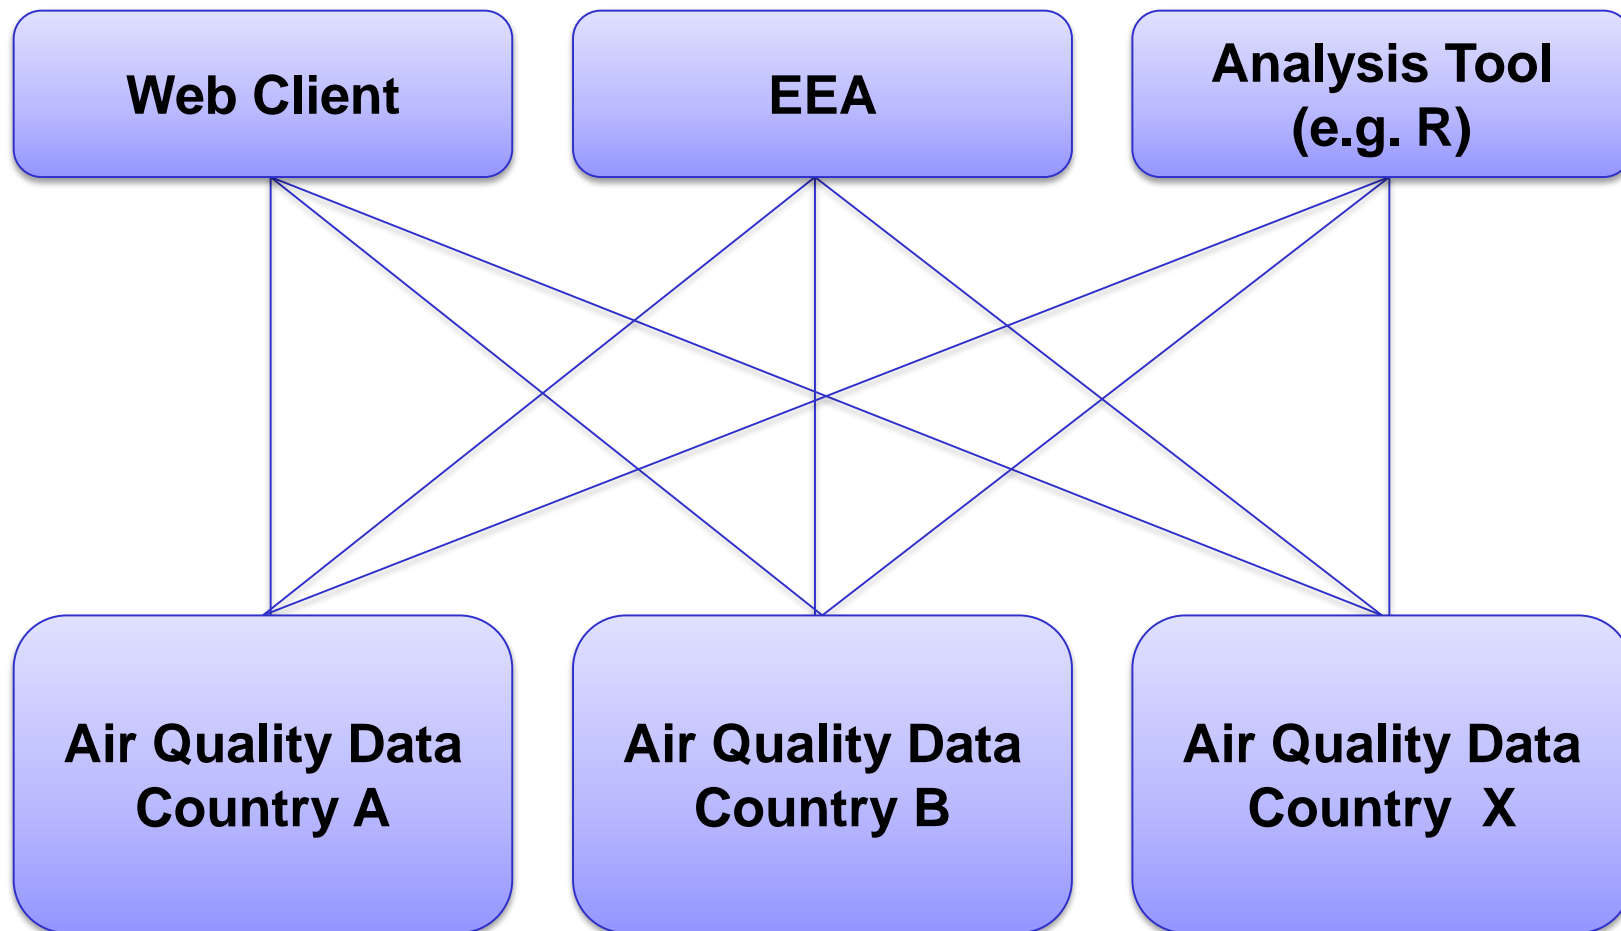 Web Client
EEA
Analysis Tool
(e.g. R)
Air Quality Data
Country A
Air Quality Data
Country B
Air Quality Data
Country  X